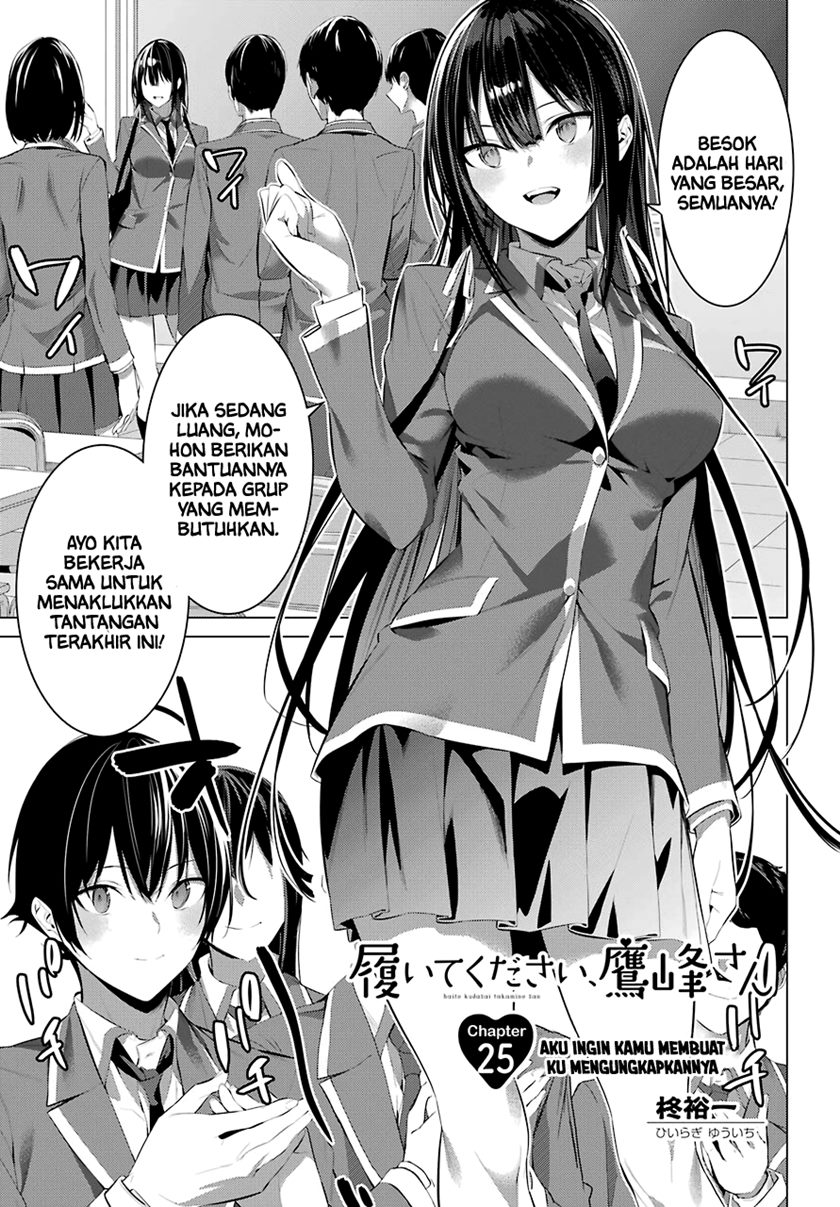 BESOK
ADALAH HARI
YANG BESAR,
SEMUANYA!
ワイ
ワイ
ワイ
JIKA SEDANG
LUANG, MO-
HON BERIKAN
BANTUANNYA
KEPADA GRUP
YANG MEM-
BUTUHKAN.
AYO KITA
BEKERJA
SAMA UNTUK
MENAKLUKKAN
TANTANGAN
TERAKHIR INI!
パチ
パチ
履いてください、鷹峰さん
haite kudasai takamine san
Chapter
25
AKU INGIN KAMU MEMBUAT
KU MENGUNGKAPKANNYA
柊裕一
ひいらぎ ゆういち